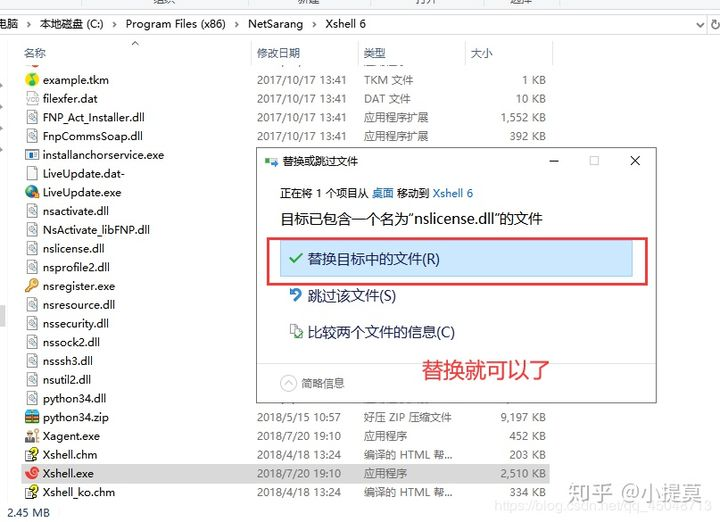 电脑 › 本地磁盘 (C:) › Program Files (x86) › NetSarang › Xshell 6
名称 修改日期 类型 大小
example.tkm 2017/10/17 13:41 TKM 文件 1 KB
filexfer.dat 2017/10/17 13:41 DAT 文件 10 KB
FNP_Act_Installer.dll 2017/10/17 13:41 应用程序扩展 1,552 KB
FnpCommsSoap.dll 2017/10/17 13:41 应用程序扩展 392 KB
installanchorservice.exe
LiveUpdate.dat-
LiveUpdate.exe
nsactivate.dll
NsActivate_libFNP.dll
nslicense.dll
nsprofile2.dll
nsregister.exe
nsresource.dll
nssecurity.dll
nssock2.dll
nsssh3.dll
nsutil2.dll
python34.dll
替换或跳过文件
正在将 1 个项目从 桌面 移动到 Xshell 6
目标已包含一个名为"nslicense.dll"的文件
替换目标中的文件(R)
跳过该文件(S)
比较两个文件的信息(C)
替换就可以了
简略信息
python34.zip 2018/5/15 10:57 好压 ZIP 压缩文件 9,197 KB
Xagent.exe 2018/7/20 19:10 应用程序 452 KB
Xshell.chm 2018/4/18 13:24 编译的 HTML 帮... 203 KB
Xshell.exe 2018/7/20 19:10 应用程序 2,510 KB
Xshell_ko.chm 2018/4/18 13:24 编译的 HTML 帮... 334 KB
知乎 @小提莫
2.45 MB